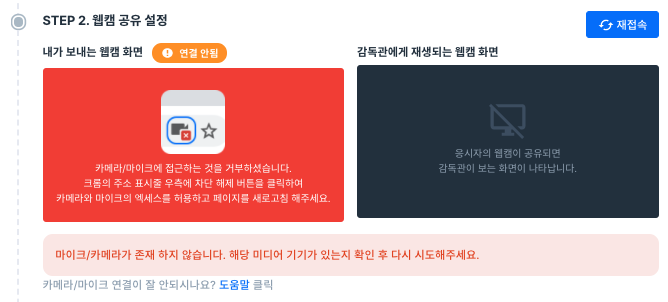 STEP 2. 웹캠 공유 설정
재접속
내가 보내는 웹캠 화면
연결 안됨
감독관에게 재생되는 웹캠 화면
카메라/마이크에 접근하는 것을 거부하셨습니다.
크롬의 주소 표시줄 우측에 차단 해제 버튼을 클릭하여
카메라와 마이크의 엑세스를 허용하고 페이지를 새로고침 해주세요.
응시자의 웹캠이 공유되면
감독관이 보는 화면이 나타납니다.
마이크/카메라가 존재 하지 않습니다. 해당 미디어 기기가 있는지 확인 후 다시 시도해주세요.
카메라/마이크 연결이 잘 안되시나요? 도움말 클릭